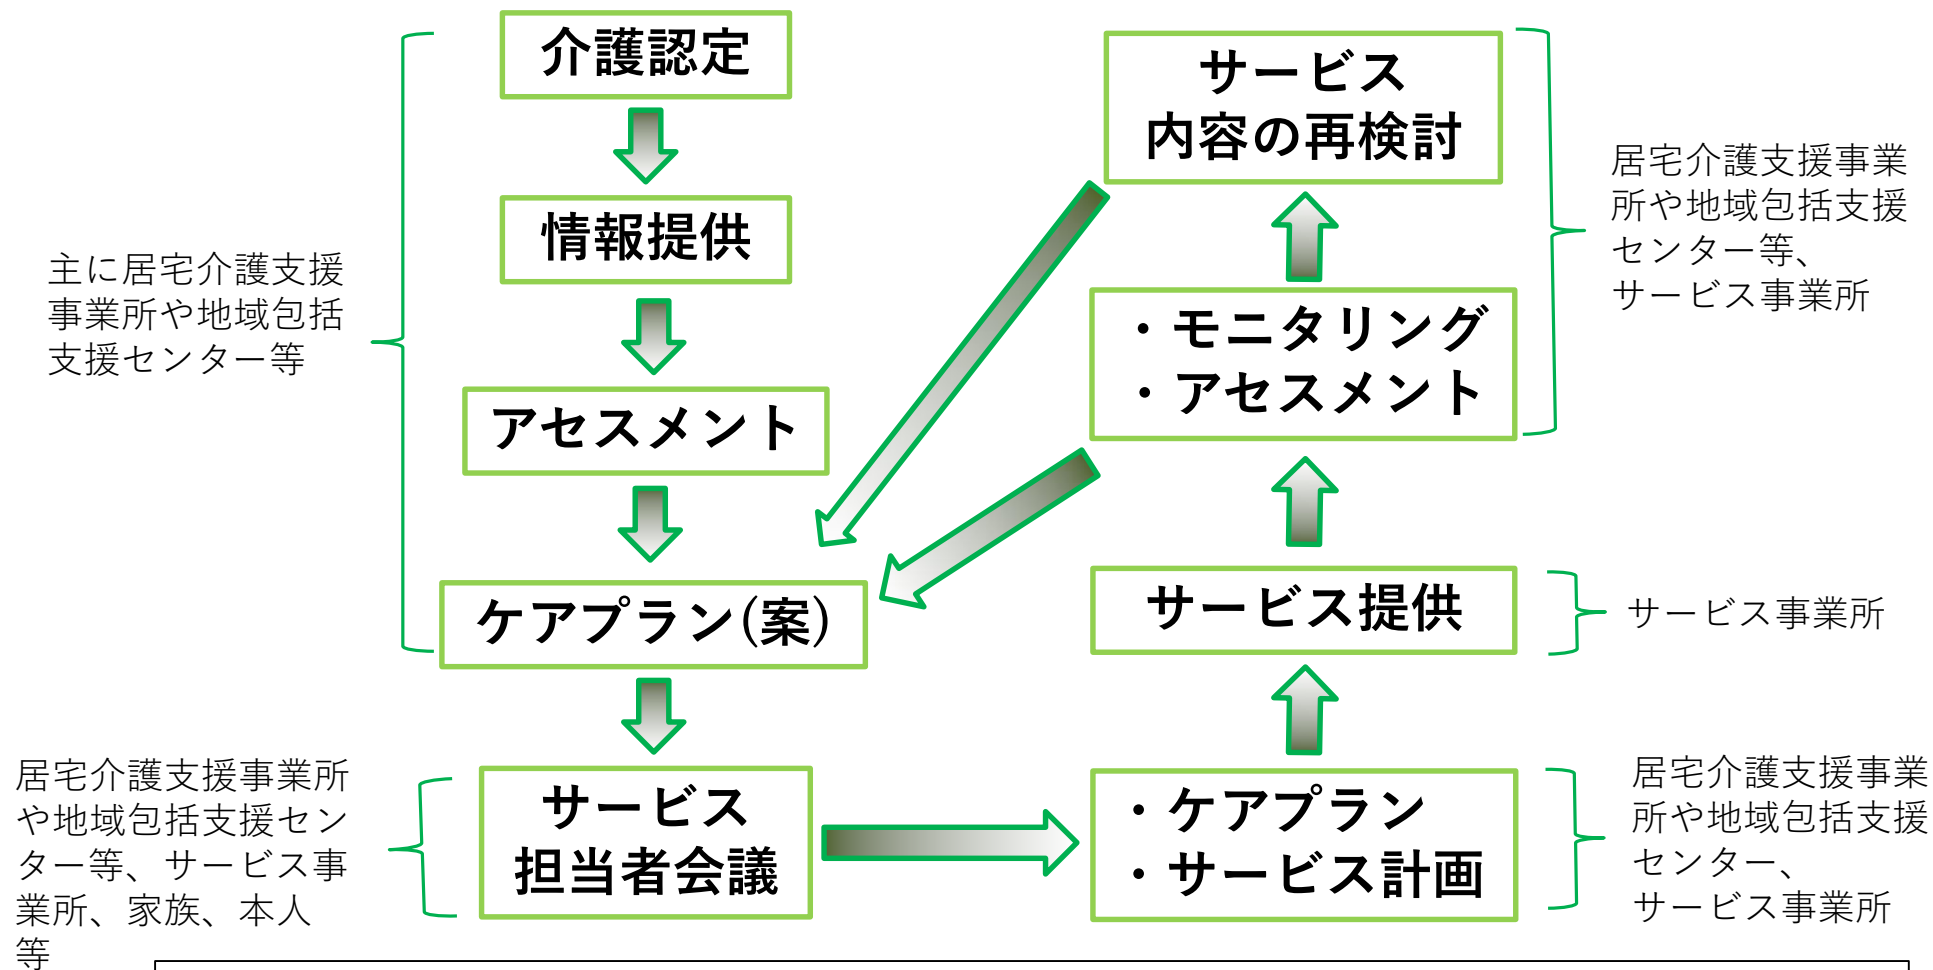 介護認定
情報提供
アセスメント
ケアプラン(案)
サービス
担当者会議
主に居宅介護支援
事業所や地域包括
支援センター等
居宅介護支援事業所
や地域包括支援セン
ター等、サービス事
業所、家族、本人
等
サービス
内容の再検討
・モニタリング
・アセスメント
サービス提供
・ケアプラン
・サービス計画
居宅介護支援事業
所や地域包括支援
センター等、
サービス事業所
サービス事業所
居宅介護支援事業
所や地域包括支援
センター、
サービス事業所